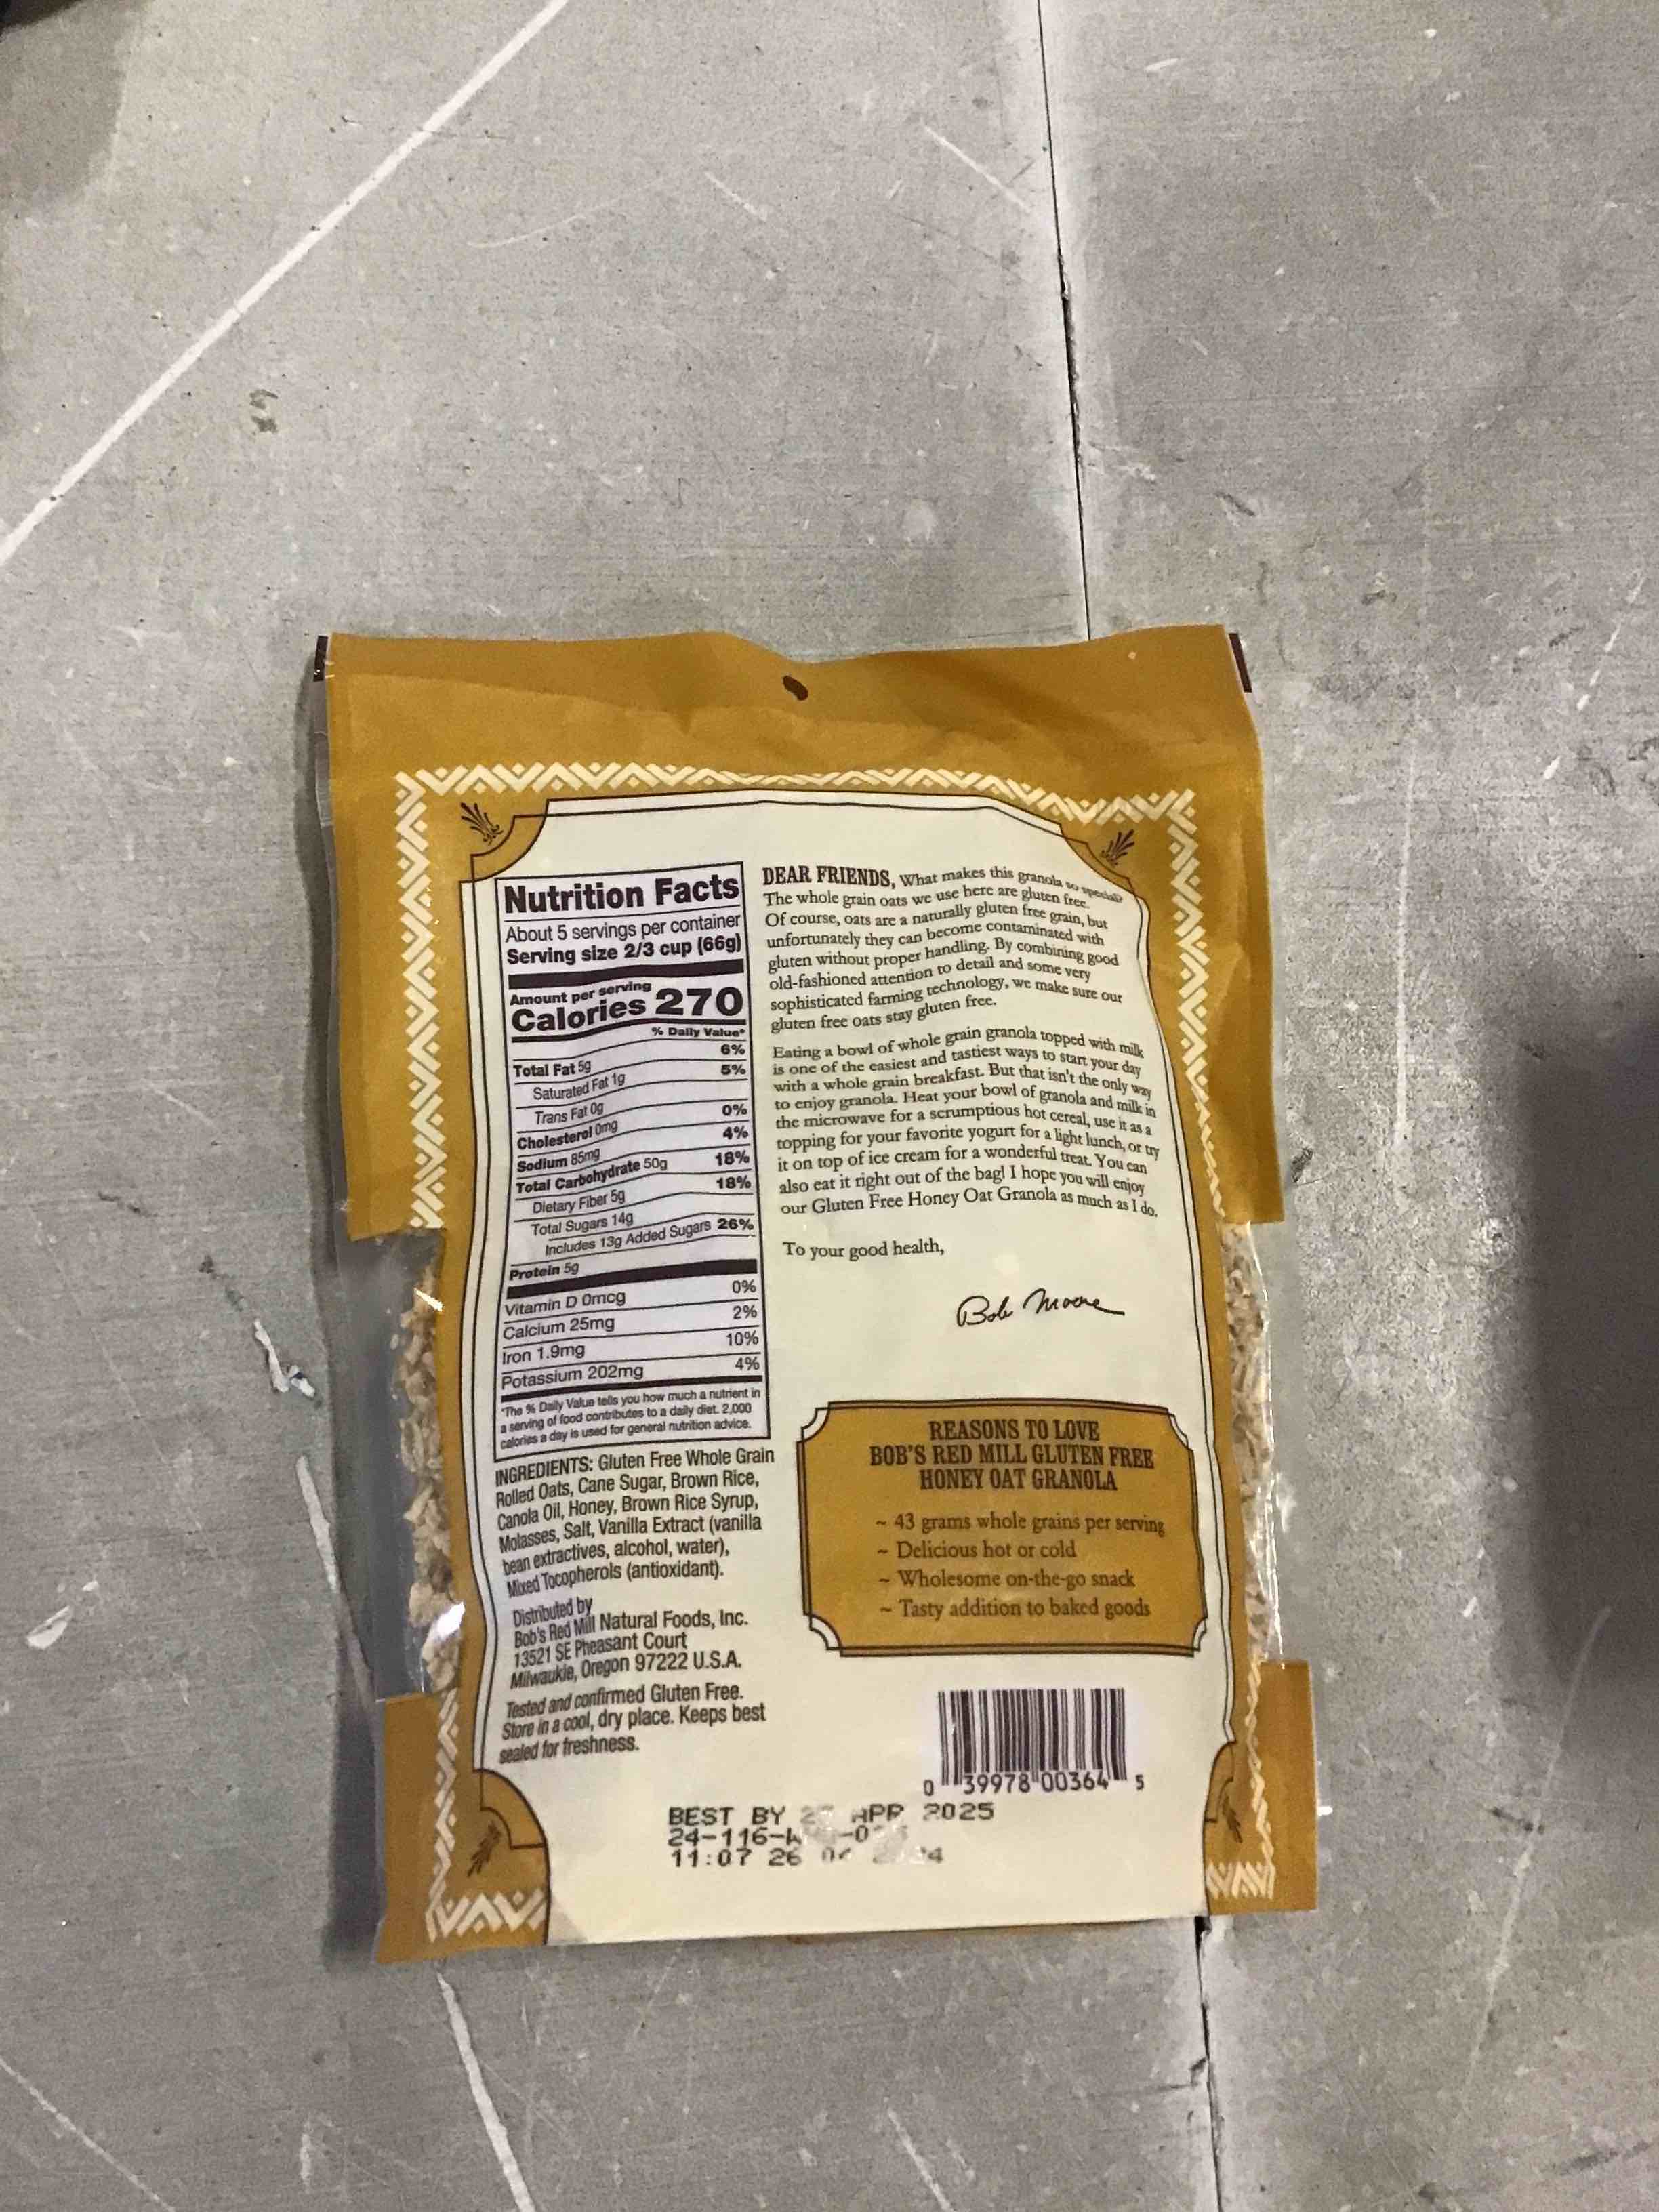 Nutrition Facts
About 5 servings per container
Serving size 2/3 cup (66g)
Amount per serving
Calories 270
% Daily Value*
Total Fat 5g 6%
Saturated Fat 1g 5%
Trans Fat 0g
Cholesterol 0mg 0%
Sodium 85mg 4%
Total Carbohydrate 50g 18%
Dietary Fiber 5g 18%
Total Sugars 14g
Includes 13g Added Sugars 26%
Protein 5g
Vitamin D 0mcg 0%
Calcium 25mg 2%
Iron 1.9mg 10%
Potassium 202mg 4%
*The % Daily Value tells you how much a nutrient in
a serving of food contributes to a daily diet. 2,000
calories a day is used for general nutrition advice.
INGREDIENTS: Gluten Free Whole Grain
Rolled Oats, Cane Sugar, Brown Rice,
Canola Oil, Honey, Brown Rice Syrup,
Molasses, Salt, Vanilla Extract (vanilla
bean extractives, alcohol, water),
Mixed Tocopherols (antioxidant).
Distributed by
Bob's Red Mill Natural Foods, Inc.
13521 SE Pheasant Court
Milwaukie, Oregon 97222 U.S.A.
Tested and confirmed Gluten Free.
Store in a cool, dry place. Keeps best
sealed for freshness.
DEAR FRIENDS, What makes this granola so special?
The whole grain oats we use here are gluten free.
Of course, oats are a naturally gluten free grain, but
unfortunately they can become contaminated with
gluten without proper handling. By combining good
old-fashioned attention to detail and some very
sophisticated farming technology, we make sure our
gluten free oats stay gluten free.
Eating a bowl of whole grain granola topped with milk
is one of the easiest and tastiest ways to start your day
with a whole grain breakfast. But that isn't the only way
to enjoy granola. Heat your bowl of granola and milk in
the microwave for a scrumptious hot cereal, use it as a
topping for your favorite yogurt for a light lunch, or try
it on top of ice cream for a wonderful treat. You can
also eat it right out of the bag! I hope you will enjoy
our Gluten Free Honey Oat Granola as much as I do.
To your good health,
Bob Moore
REASONS TO LOVE
BOB'S RED MILL GLUTEN FREE
HONEY OAT GRANOLA
~ 43 grams whole grains per serving
~ Delicious hot or cold
~ Wholesome on-the-go snack
~ Tasty addition to baked goods
0 39978 00364 5
BEST BY APR 2025
24-116-
11:07 26